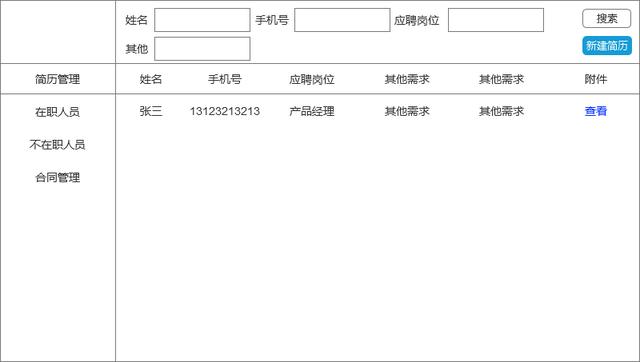 姓名 手机号 应聘岗位 搜索
其他 新建简历
简历管理 姓名 手机号 应聘岗位 其他需求 其他需求 附件
在职人员 张三 13123213213 产品经理 其他需求 其他需求 查看
不在职人员
合同管理